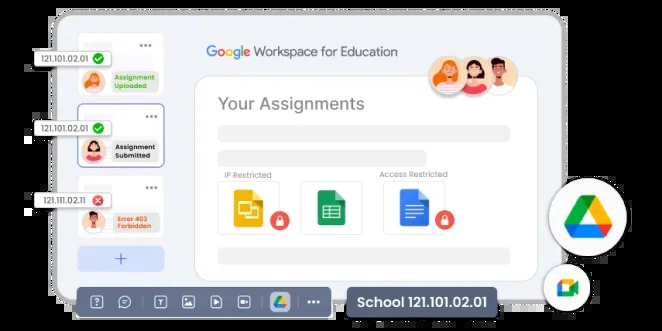 121.101.02.01
Assignment
Uploaded
121.101.02.01
Assignment
Submitted
121.111.02.11
Error 403
Forbidden
+
Google Workspace for Education
Your Assignments
IP Restricted
Access Restricted
?
T
School 121.101.02.01